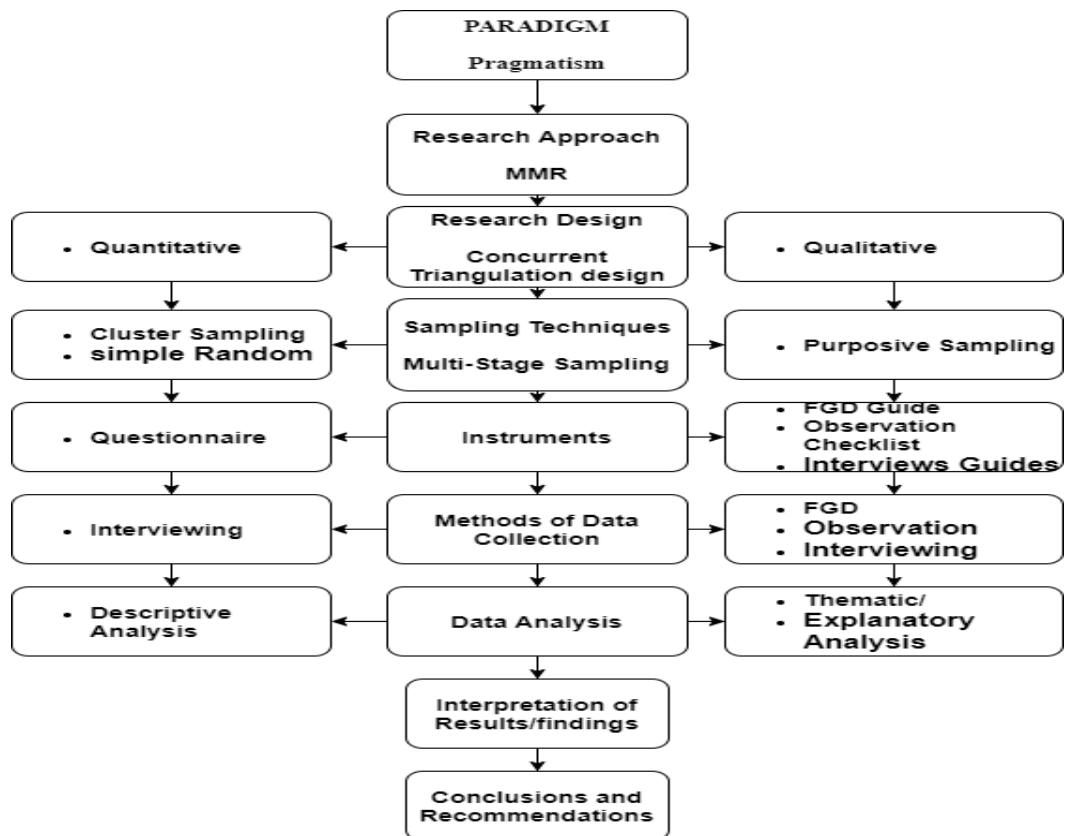 PARADIGM
Pragmatism
Research Approach
MMR
Research Design
Concurrent
Triangulation design
• Quantitative
• Qualitative
Sampling Techniques
Multi-Stage Sampling
• Cluster Sampling
• simple Random
• Purposive Sampling
Instruments
• Questionnaire
• FGD Guide
• Observation
Checklist
• Interviews Guides
Methods of Data
Collection
• Interviewing
• FGD
• Observation
• Interviewing
Data Analysis
• Descriptive
Analysis
• Thematic/
• Explanatory
Analysis
Interpretation of
Results/findings
Conclusions and
Recommendations